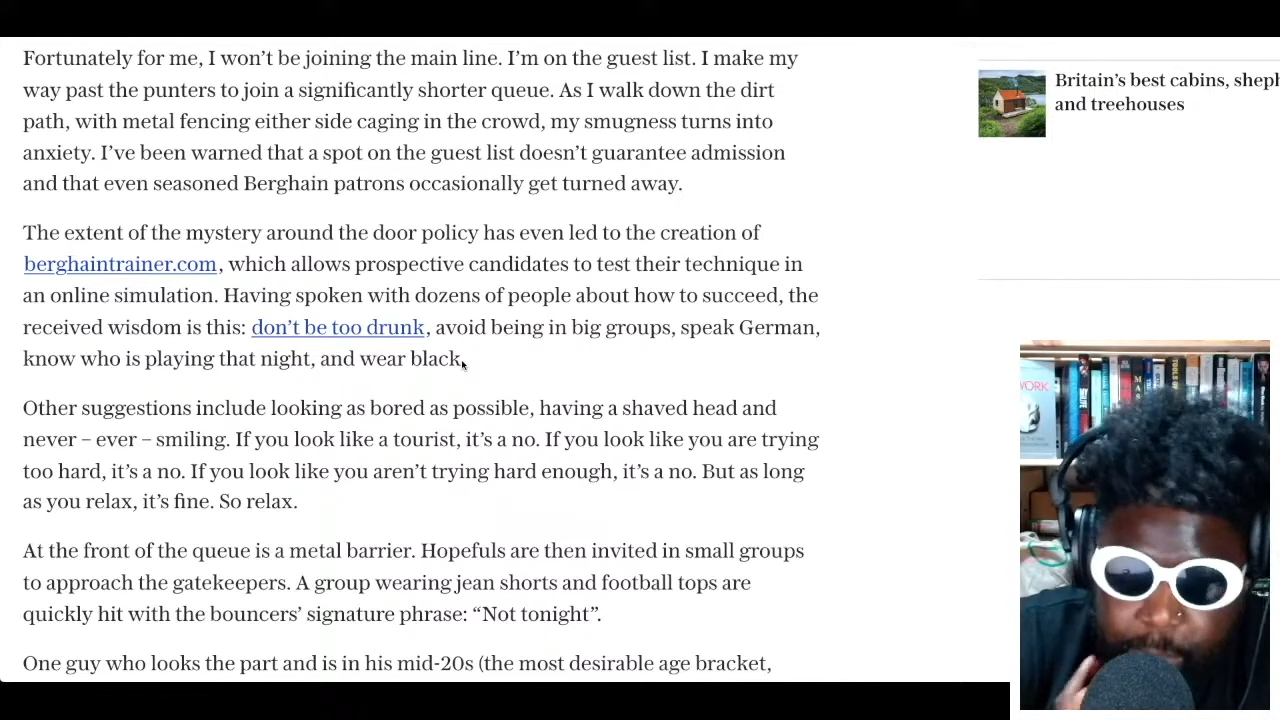 Fortunately for me, I won't be joining the main line. I'm on the guest list. I make my
way past the punters to join a significantly shorter queue. As I walk down the dirt
path, with metal fencing either side caging in the crowd, my smugness turns into
anxiety. I've been warned that a spot on the guest list doesn't guarantee admission
and that even seasoned Berghain patrons occasionally get turned away.
The extent of the mystery around the door policy has even led to the creation of
berghaintrainer.com, which allows prospective candidates to test their technique in
an online simulation. Having spoken with dozens of people about how to succeed, the
received wisdom is this: don't be too drunk, avoid being in big groups, speak German,
know who is playing that night, and wear black.
Other suggestions include looking as bored as possible, having a shaved head and
never – ever – smiling. If you look like a tourist, it's a no. If you look like you are trying
too hard, it's a no. If you look like you aren't trying hard enough, it's a no. But as long
as you relax, it's fine. So relax.
At the front of the queue is a metal barrier. Hopefuls are then invited in small groups
to approach the gatekeepers. A group wearing jean shorts and football tops are
quickly hit with the bouncers' signature phrase: “Not tonight”.
One guy who looks the part and is in his mid-20s (the most desirable age bracket,
Britain's best cabins, sheph
and treehouses
WORK